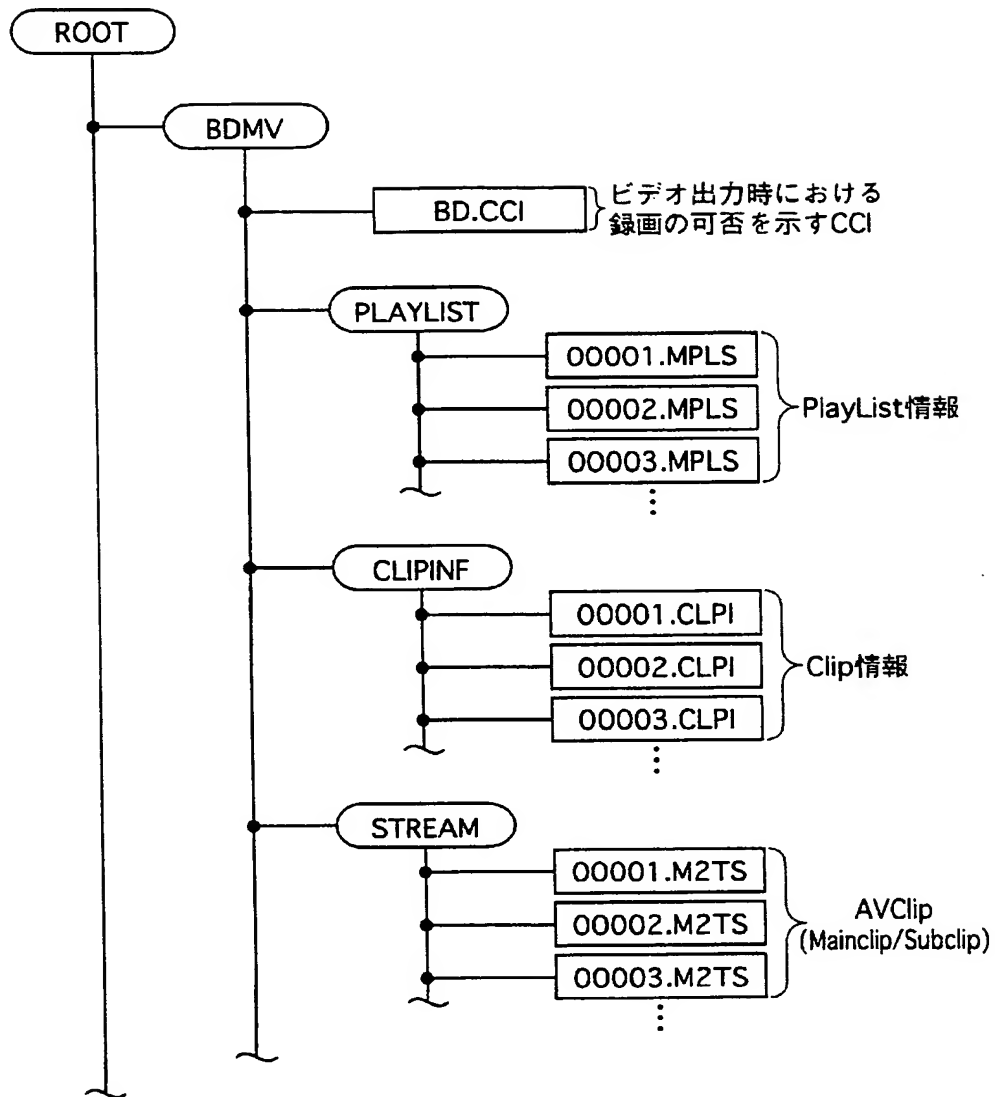 ROOT
BDMV
BD.CCI
ビデオ出力時における
録画の可否を示すCCI
PLAYLIST
00001.MPLS
00002.MPLS
00003.MPLS
PlayList情報
CLIPINF
00001.CLPI
00002.CLPI
00003.CLPI
Clip情報
STREAM
00001.M2TS
00002.M2TS
00003.M2TS
AVClip
(Mainclip/Subclip)